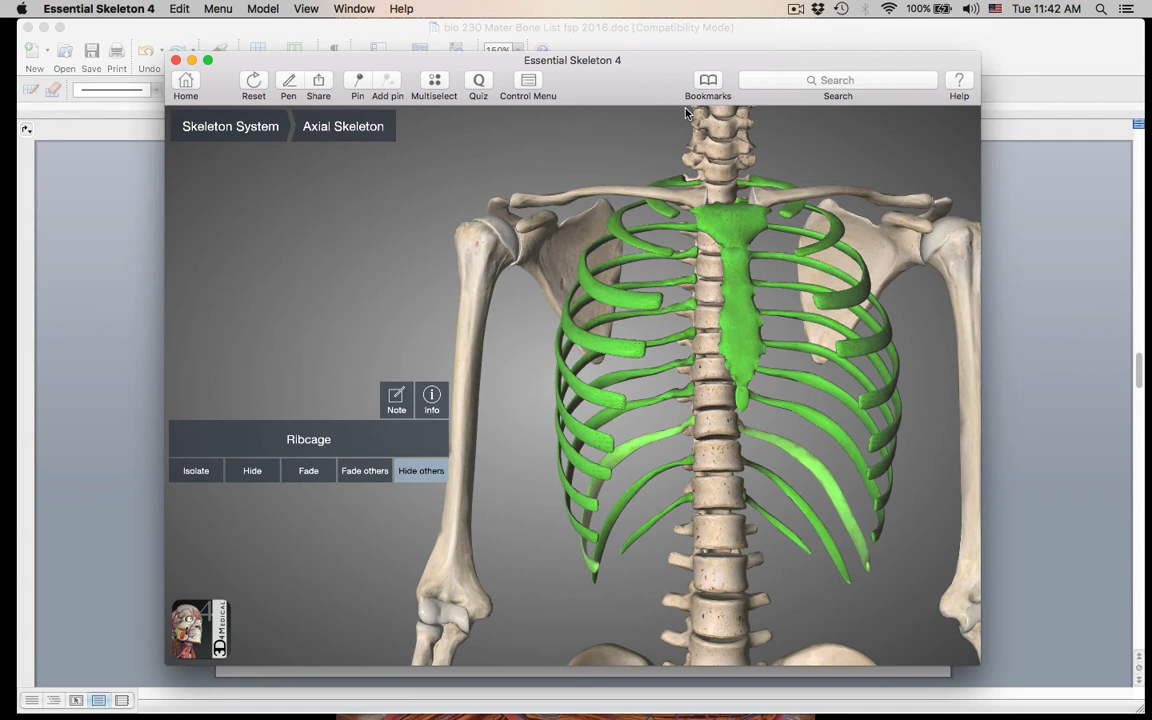 Essential Skeleton 4 Edit Menu Model View Window Help 100% Tue 11:42 AM
bio 230 Mater Bone List fsp 2016.doc [Compatibility Mode]
150%
New Open Save Print Undo
Essential Skeleton 4
Search
Home Reset Pen Share Pin Add pin Multiselect Quiz Control Menu Bookmarks Search Help
Skeleton System Axial Skeleton
Note Info
Ribcage
Isolate Hide Fade Fade others Hide others
4
3D4MEDICAL